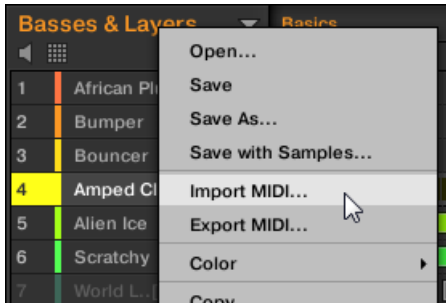 Basses & Layers
Basics
1 African Pl
2 Bumper
3 Bouncer
4 Amped Cl
5 Alien Ice
6 Scratchy
7 World L..[
Open...
Save
Save As...
Save with Samples...
Import MIDI...
Export MIDI...
Color
Copy